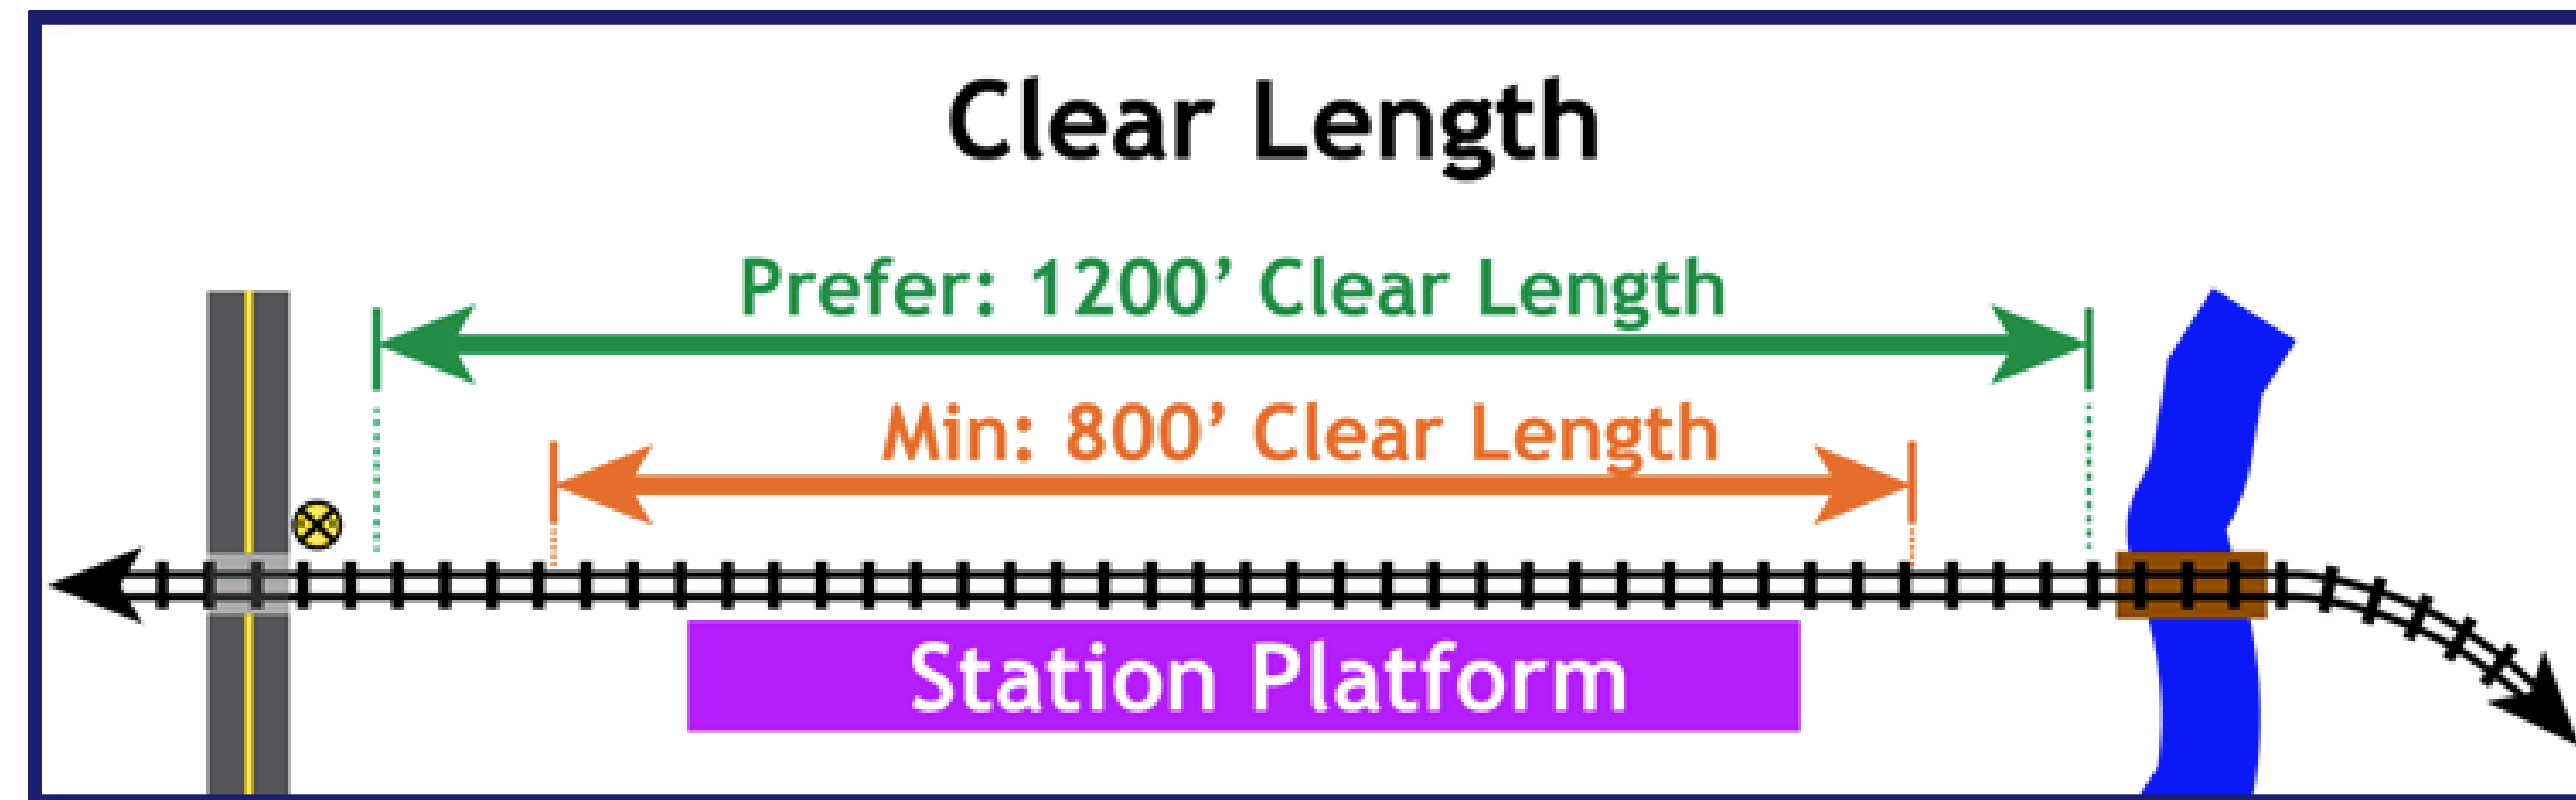 Clear Length
Prefer: 1200’ Clear Length
Min: 800’ Clear Length
Station Platform